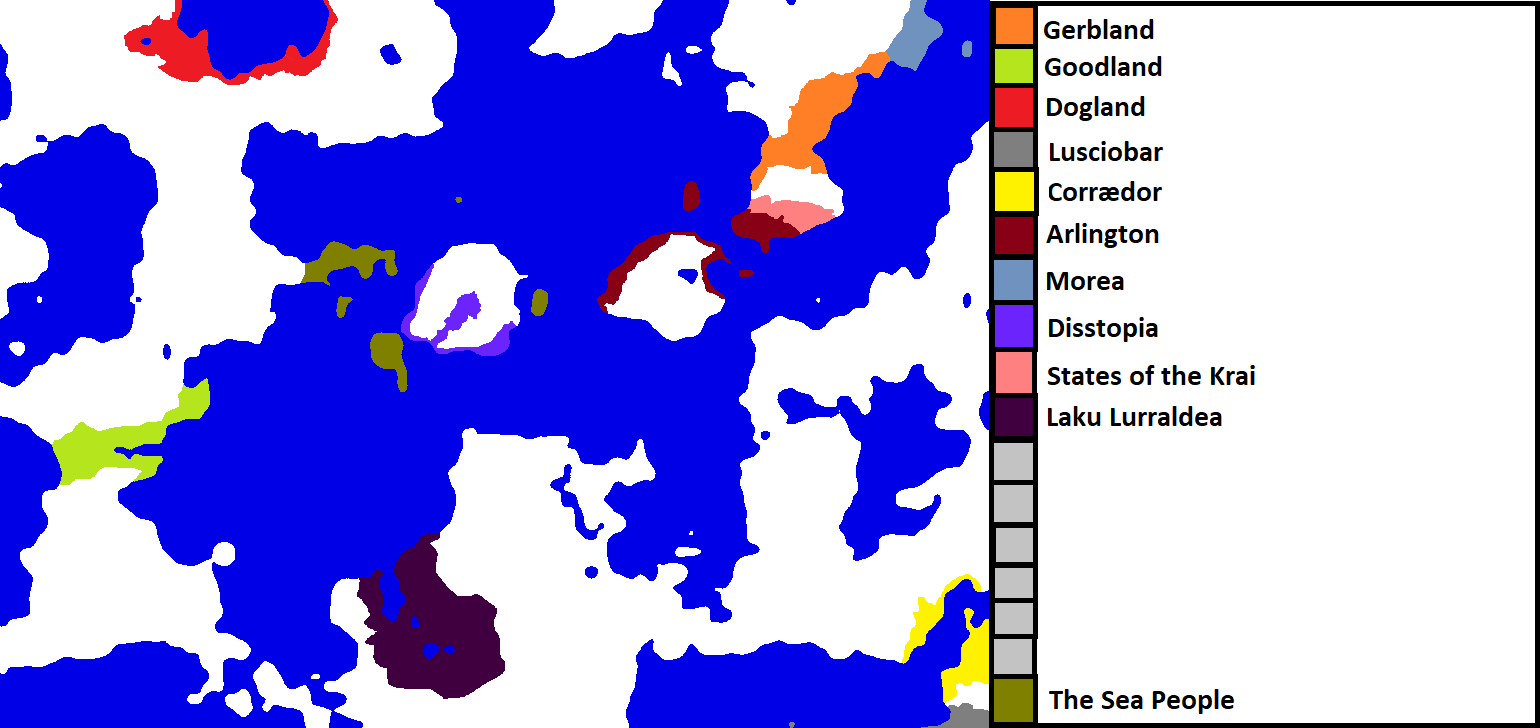 Gerbland
Goodland
Dogland
Lusciobar
Corrædor
Arlington
Morea
Disstopia
States of the Krai
Laku Lurraldea
The Sea People